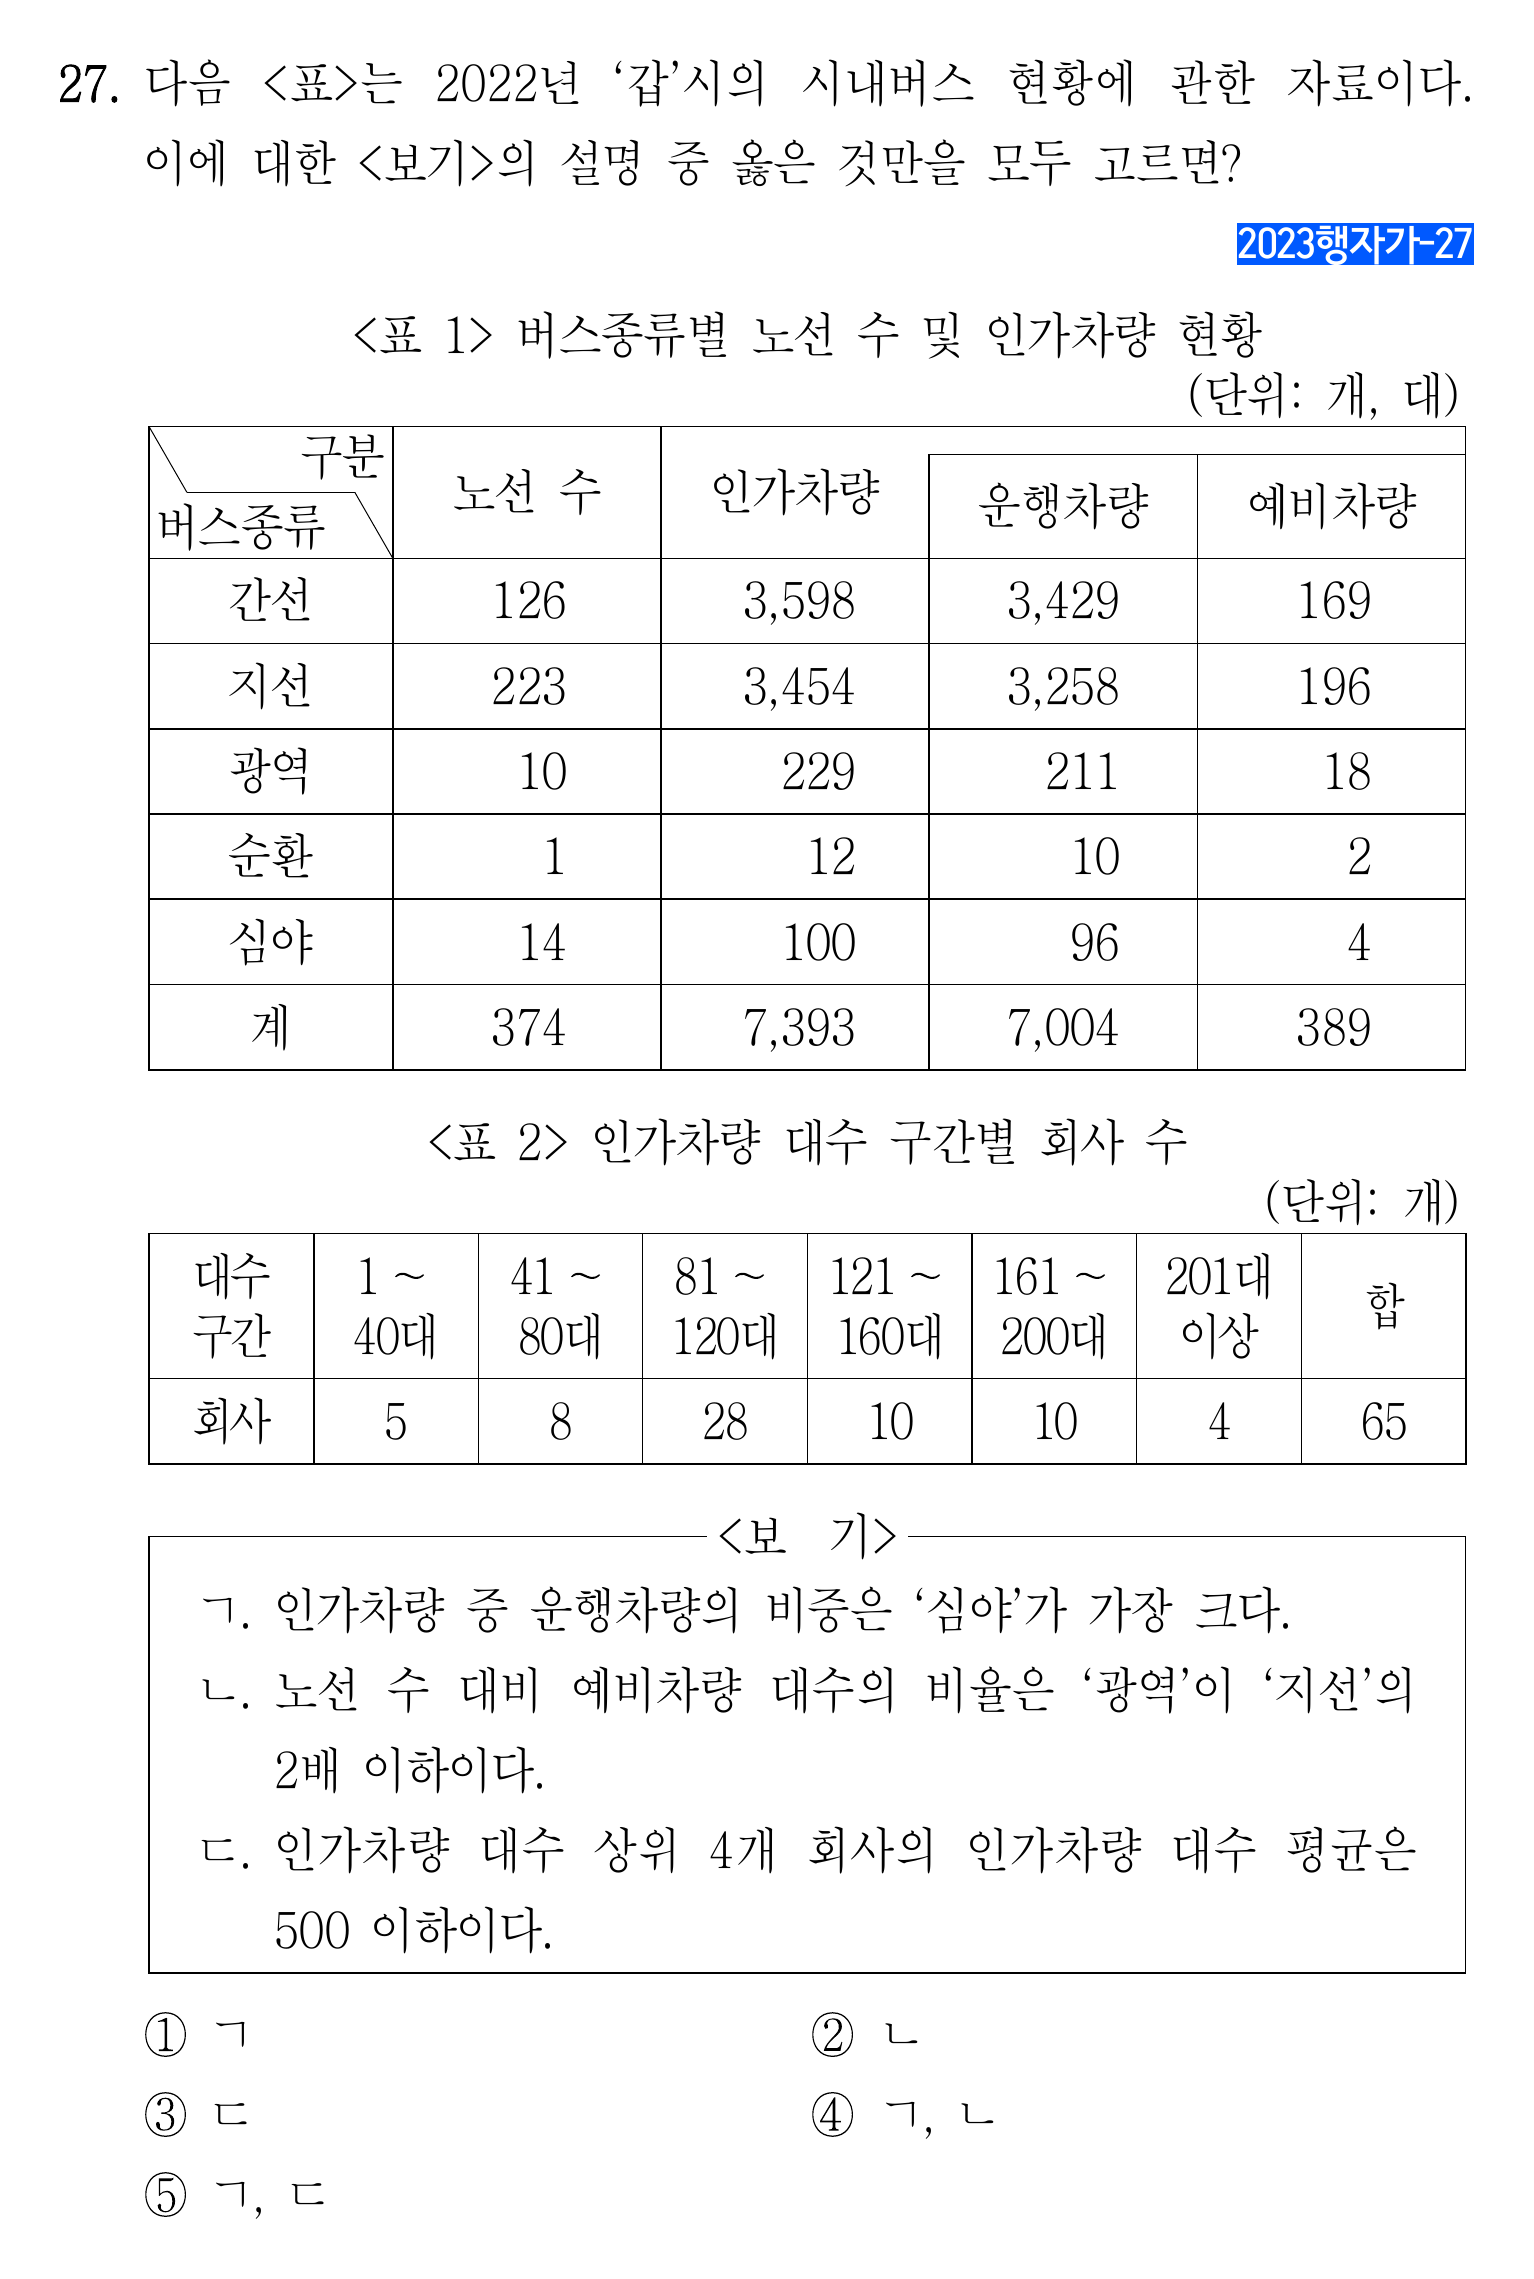 27. 다음 <표>는 2022년 ‘갑’시의 시내버스 현황에 관한 자료이다.
이에 대한 <보기>의 설명 중 옳은 것만을 모두 고르면?
2023행자가-27
<표 1> 버스종류별 노선 수 및 인가차량 현황
(단위: 개, 대)
구분
버스종류
노선 수
인가차량
운행차량
예비차량
간선 126 3,598 3,429 169
지선 223 3,454 3,258 196
광역 10 229 211 18
순환 1 12 10 2
심야 14 100 96 4
계 374 7,393 7,004 389
<표 2> 인가차량 대수 구간별 회사 수
(단위: 개)
대수 1 ~ 41 ~ 81 ~ 121 ~ 161 ~ 201대
합
구간 40대 80대 120대 160대 200대 이상
회사 5 8 28 10 10 4 65
<보 기>
ㄱ. 인가차량 중 운행차량의 비중은 ‘심야’가 가장 크다.
ㄴ. 노선 수 대비 예비차량 대수의 비율은 ‘광역’이 ‘지선’의
2배 이하이다.
ㄷ. 인가차량 대수 상위 4개 회사의 인가차량 대수 평균은
500 이하이다.
① ㄱ ② ㄴ
③ ㄷ ④ ㄱ, ㄴ
⑤ ㄱ, ㄷ